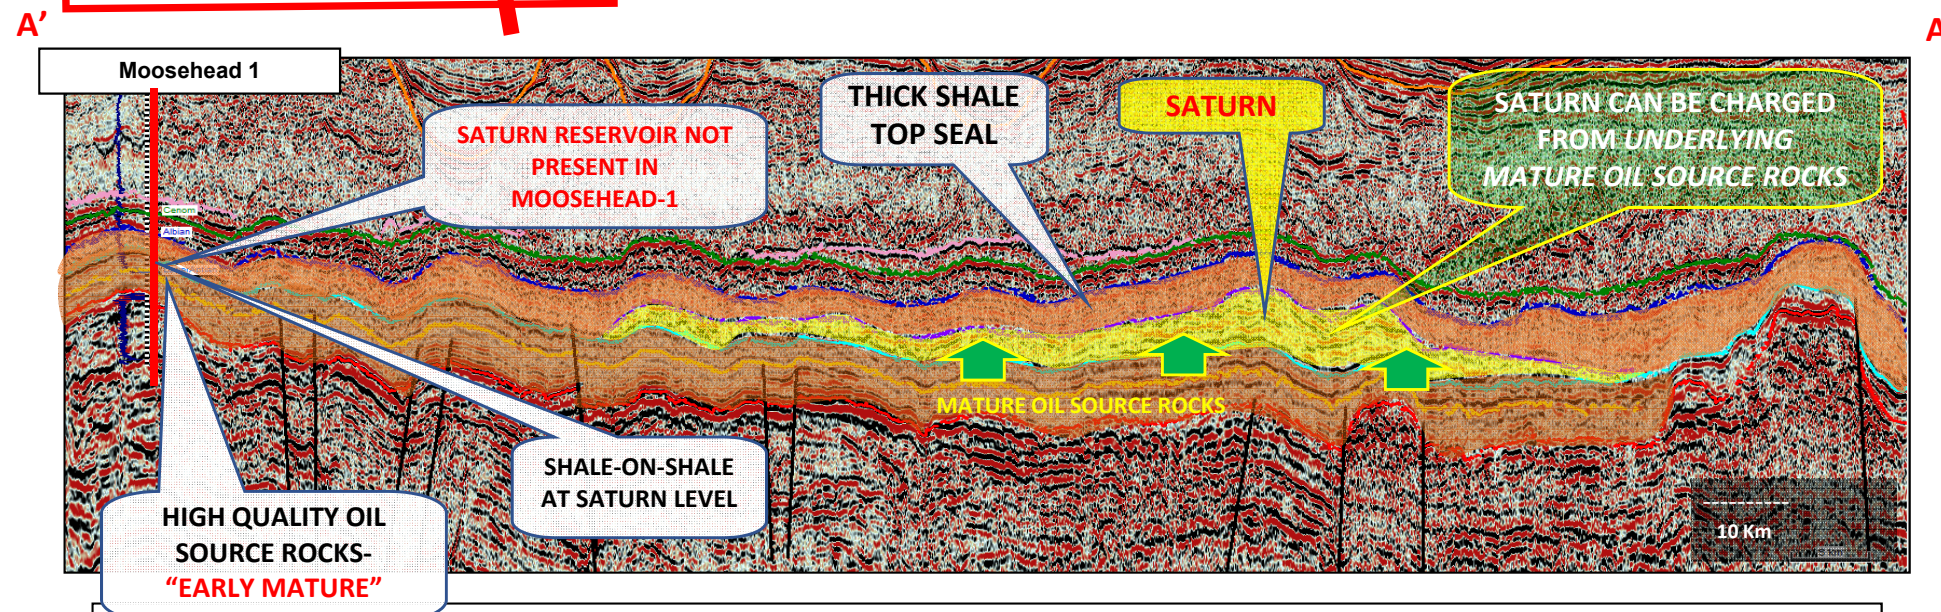 A’
A
Moosehead 1
THICK SHALE
TOP SEAL
SATURN
SATURN CAN BE CHARGED
FROM UNDERLYING
MATURE OIL SOURCE ROCKS
SATURN RESERVOIR NOT
PRESENT IN
MOOSEHEAD-1
Cenom
Albian
MATURE OIL SOURCE ROCKS
SHALE-ON-SHALE
AT SATURN LEVEL
HIGH QUALITY OIL
SOURCE ROCKS-
“EARLY MATURE”
10 Km